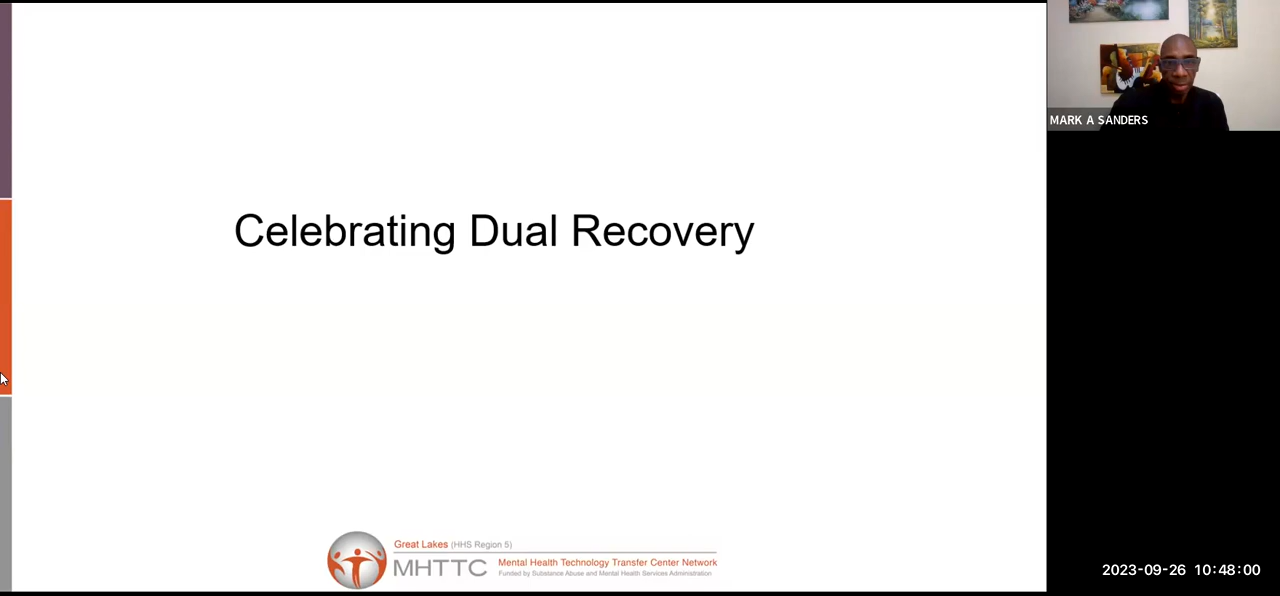 Celebrating Dual Recovery
MARK A SANDERS
Great Lakes (HHS Region 5)
MHTTC
Mental Health Technology Transfer Center Network
Funded by Substance Abuse and Mental Health Services Administration
2023-09-26 10:48:00